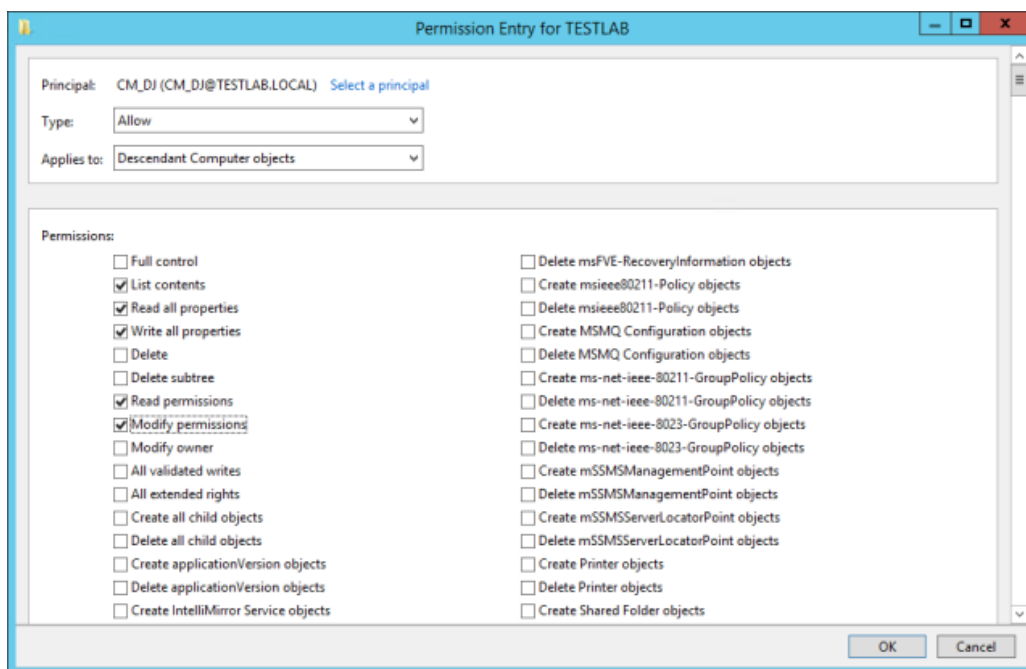 Permission Entry for TESTLAB
Principal: CM_DJ (CM_DJ@TESTLAB.LOCAL) Select a principal
Type: Allow
Applies to: Descendant Computer objects
Permissions:
Full control
List contents
Read all properties
Write all properties
Delete
Delete subtree
Read permissions
Modify permissions
Modify owner
All validated writes
All extended rights
Create all child objects
Delete all child objects
Create applicationVersion objects
Delete applicationVersion objects
Create IntelliMirror Service objects
Delete msFVE-RecoveryInformation objects
Create msieee80211-Policy objects
Delete msieee80211-Policy objects
Create MSMQ Configuration objects
Delete MSMQ Configuration objects
Create ms-net-ieee-80211-GroupPolicy objects
Delete ms-net-ieee-80211-GroupPolicy objects
Create ms-net-ieee-8023-GroupPolicy objects
Delete ms-net-ieee-8023-GroupPolicy objects
Create mSSMSManagementPoint objects
Delete mSSMSManagementPoint objects
Create mSSMSServerLocatorPoint objects
Delete mSSMSServerLocatorPoint objects
Create Printer objects
Delete Printer objects
Create Shared Folder objects
OK Cancel